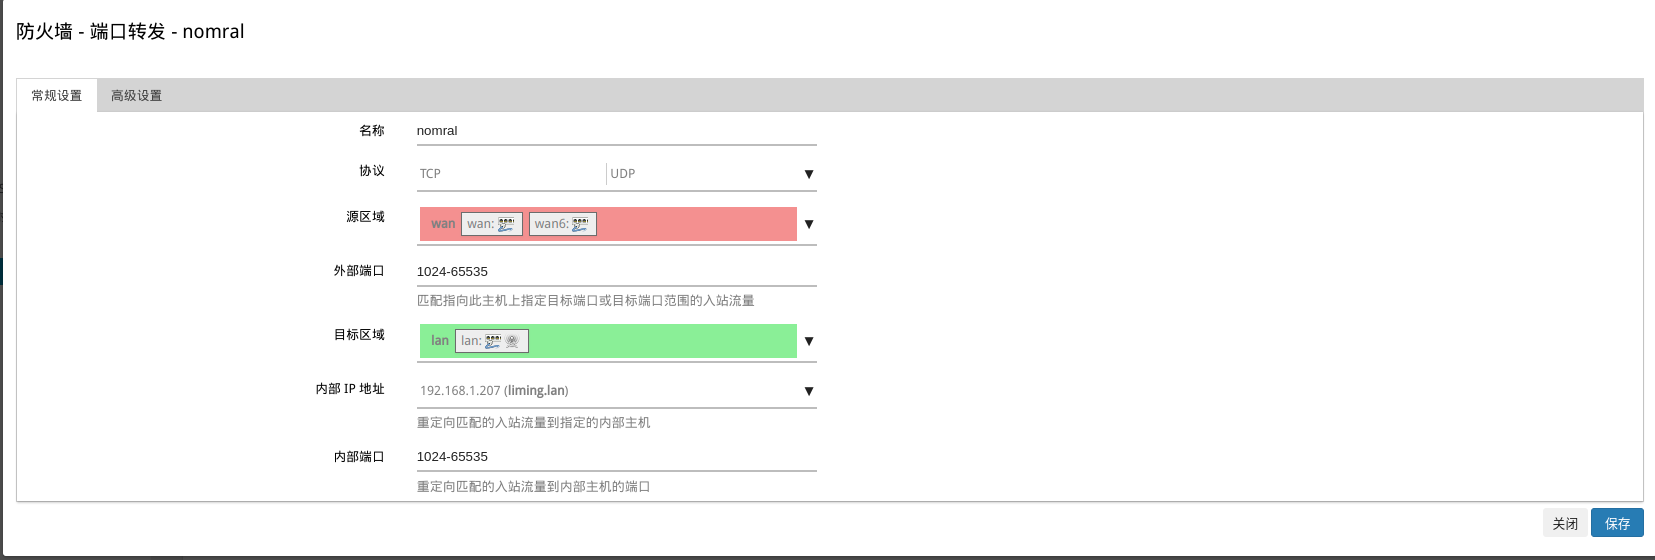 防火墙 - 端口转发 - nomral
常规设置 高级设置
名称 nomral
协议 TCP UDP ▼
源区域 wan wan: wan6: ▼
外部端口 1024-65535
匹配指向此主机上指定目标端口或目标端口范围的入站流量
目标区域 lan lan: ▼
内部 IP 地址 192.168.1.207 (liming.lan) ▼
重定向匹配的入站流量到指定的内部主机
内部端口 1024-65535
重定向匹配的入站流量到内部主机的端口
关闭 保存